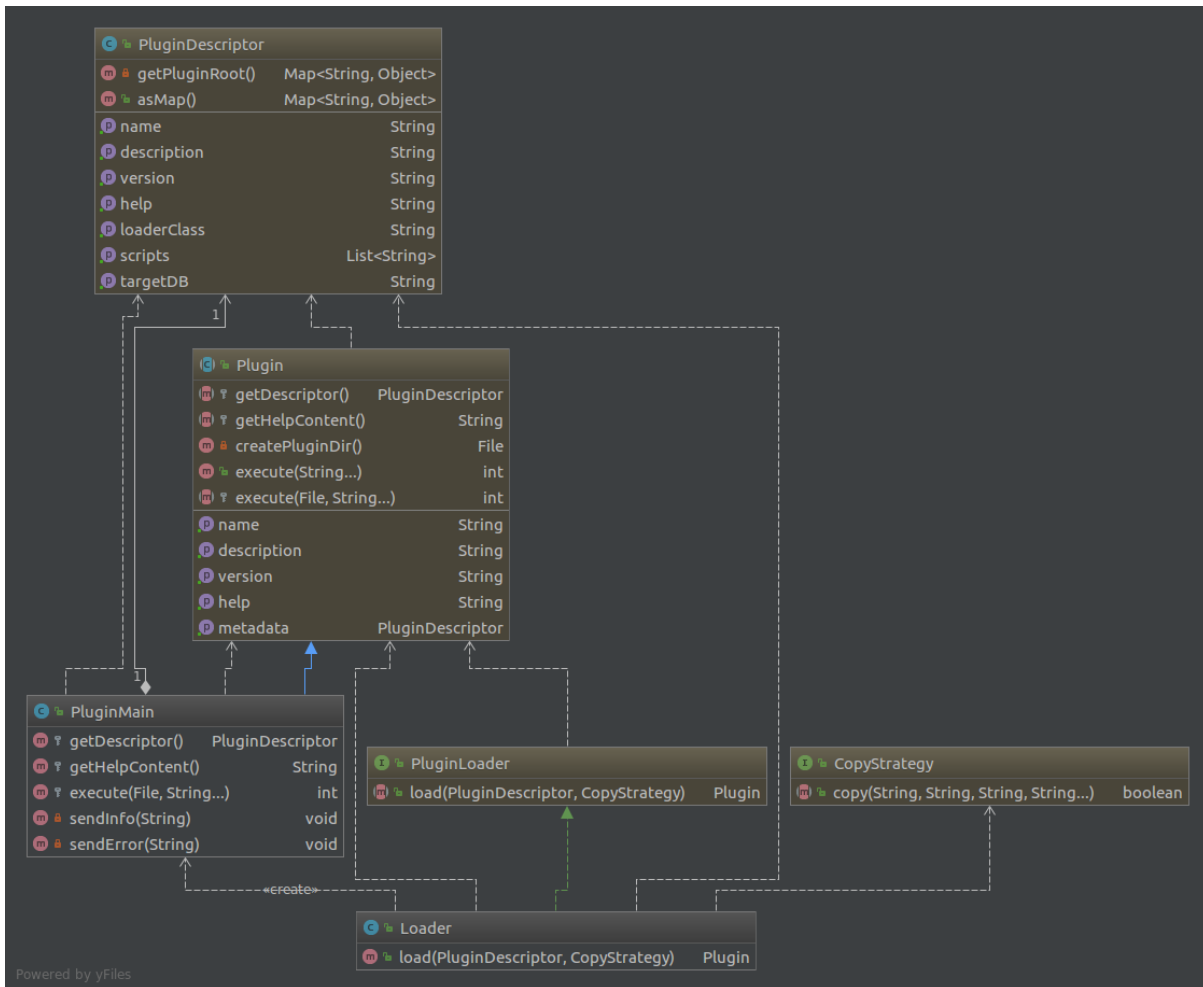 PluginDescriptor
getPluginRoot() Map<String, Object>
asMap() Map<String, Object>
name String
description String
version String
help String
loaderClass String
scripts List<String>
targetDB String
1
Plugin
getDescriptor() PluginDescriptor
getHelpContent() String
createPluginDir() File
execute(String...) int
execute(File, String...) int
name String
description String
version String
help String
metadata PluginDescriptor
1
PluginMain
getDescriptor() PluginDescriptor
getHelpContent() String
execute(File, String...) int
sendInfo(String) void
sendError(String) void
PluginLoader
load(PluginDescriptor, CopyStrategy) Plugin
CopyStrategy
copy(String, String, String, String...) boolean
«create»
Loader
load(PluginDescriptor, CopyStrategy) Plugin
Powered by yFiles